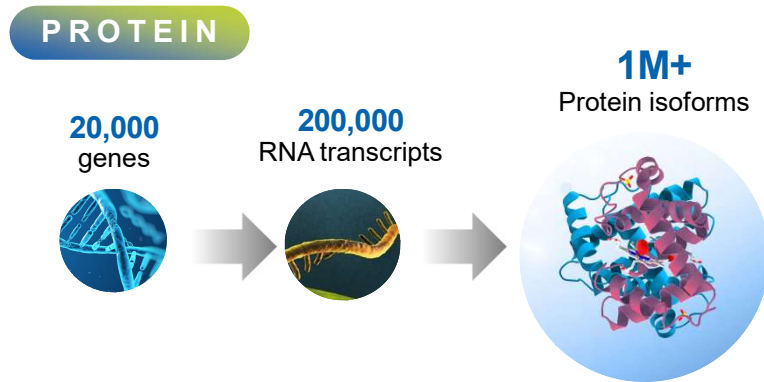 PROTEIN
20,000
genes
200,000
RNA transcripts
1M+
Protein isoforms